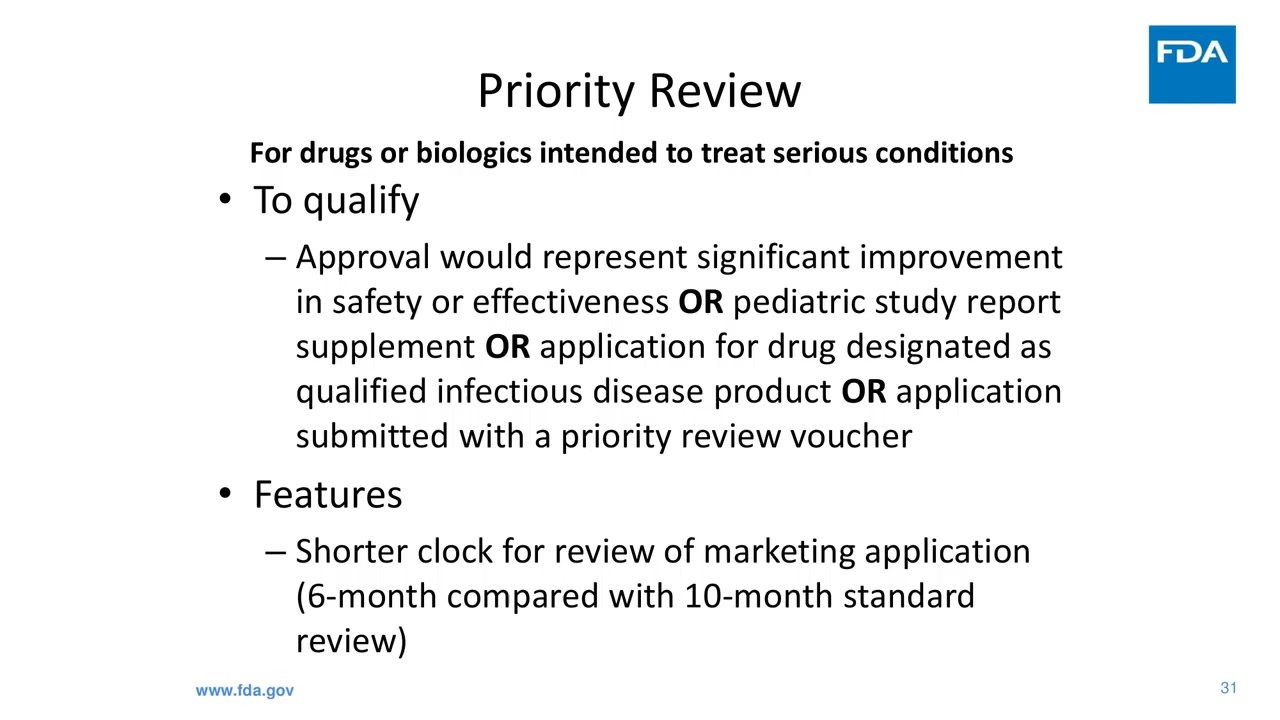 FDA
Priority Review
For drugs or biologics intended to treat serious conditions
• To qualify
– Approval would represent significant improvement
in safety or effectiveness OR pediatric study report
supplement OR application for drug designated as
qualified infectious disease product OR application
submitted with a priority review voucher
• Features
– Shorter clock for review of marketing application
(6-month compared with 10-month standard
review)
www.fda.gov
31